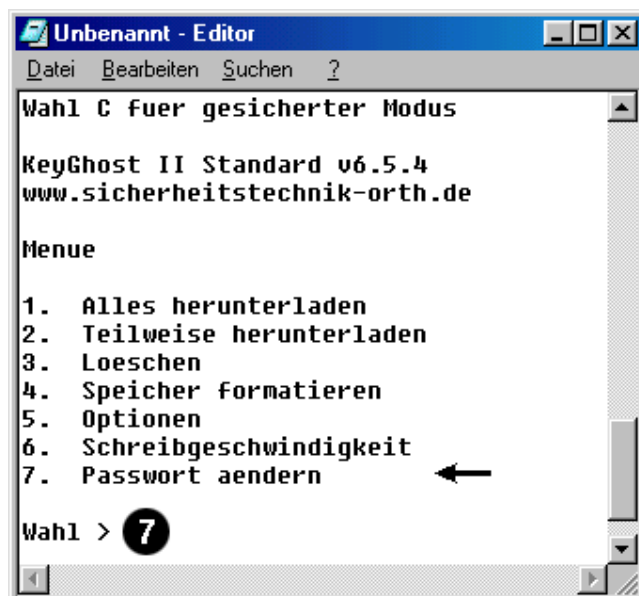 Unbenannt - Editor
Datei Bearbeiten Suchen ?
Wahl C fuer gesicherter Modus
KeyGhost II Standard v6.5.4
www.sicherheitstechnik-orth.de
Menue
1. Alles herunterladen
2. Teilweise herunterladen
3. Loeschen
4. Speicher formatieren
5. Optionen
6. Schreibgeschwindigkeit
7. Passwort aendern
Wahl > 7